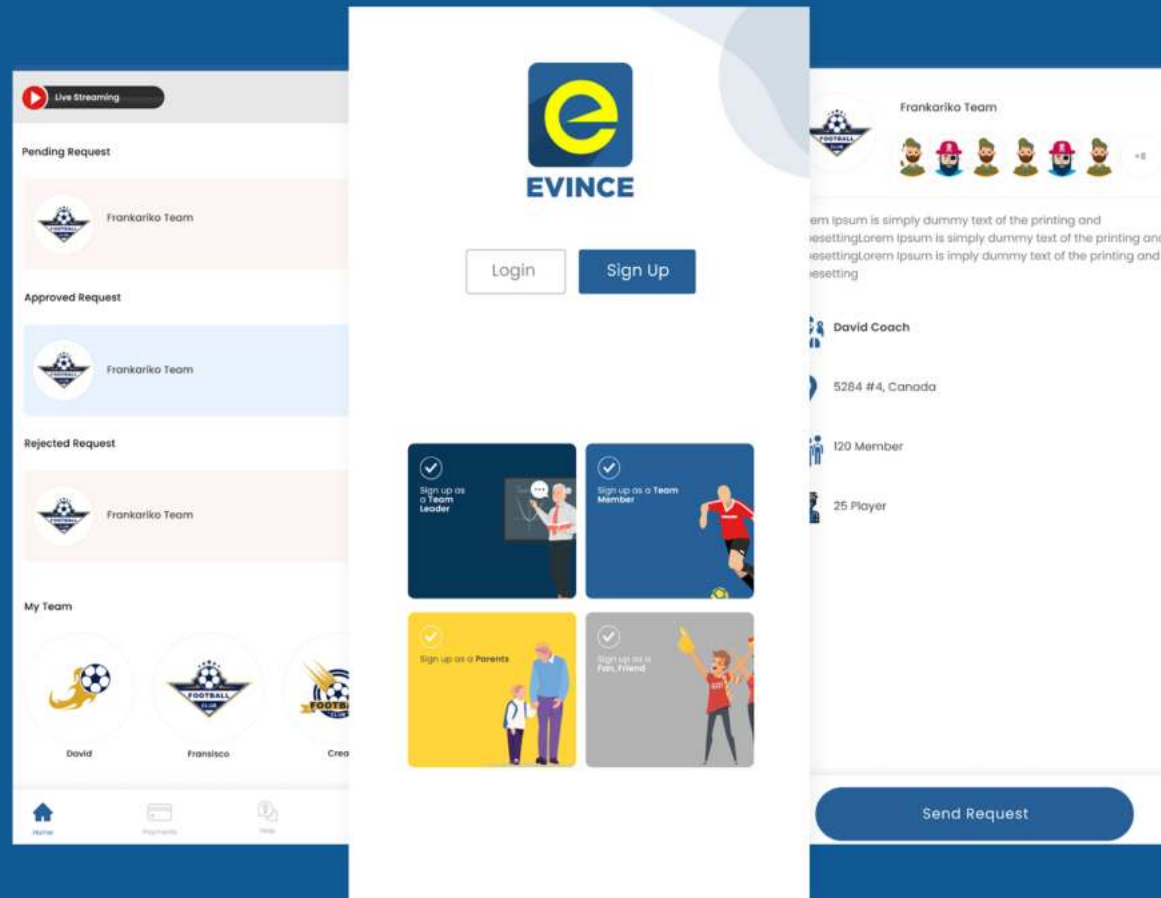 Live Streaming
Pending Request
Frankariko Team
Approved Request
Frankariko Team
Rejected Request
Frankariko Team
My Team
FOOTBALL
CLUB
David
Fransisco
Crea
Home
Payments
Help
e
EVINCE
Login
Sign Up
Sign up as
a Team
Leader
Sign up as a Team
Member
Sign up as a Parents
Sign up as a
Fan, Friend
FOOTBALL
Frankariko Team
+8
em Ipsum is simply dummy text of the printing and
esettingLorem Ipsum is simply dummy text of the printing and
esettingLorem Ipsum is imply dummy text of the printing and
esetting
David Coach
5284 #4, Canada
120 Member
25 Player
Send Request